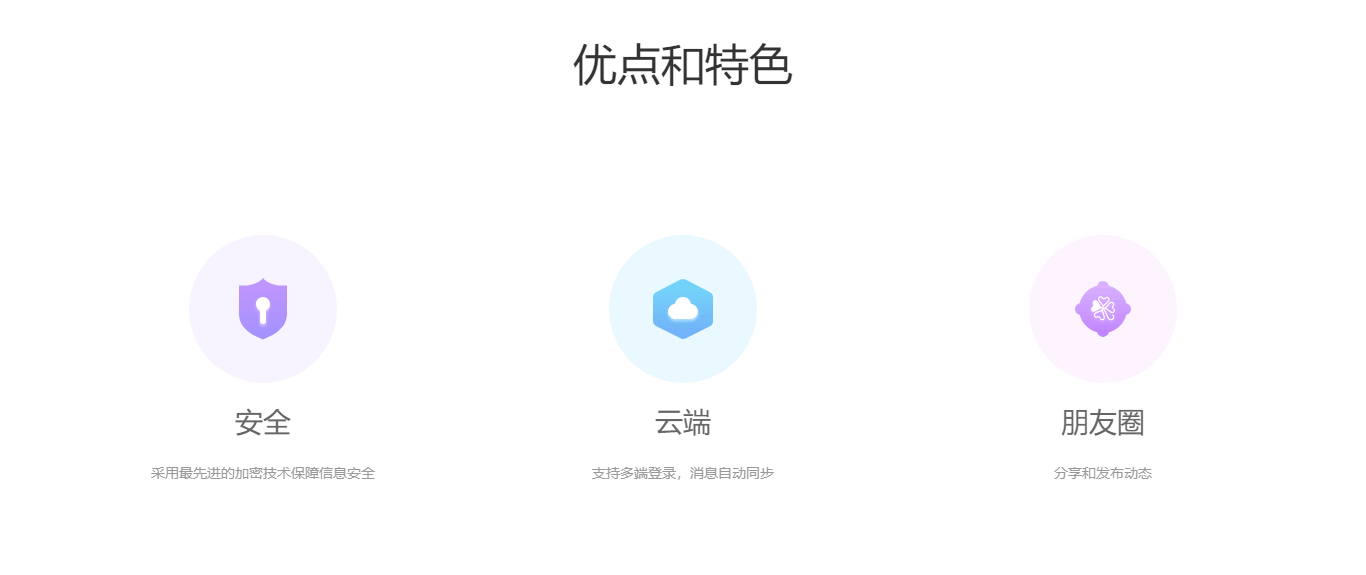 优点和特色
安全
云端
朋友圈
采用最先进的加密技术保障信息安全
支持多端登录，消息自动同步
分享和发布动态